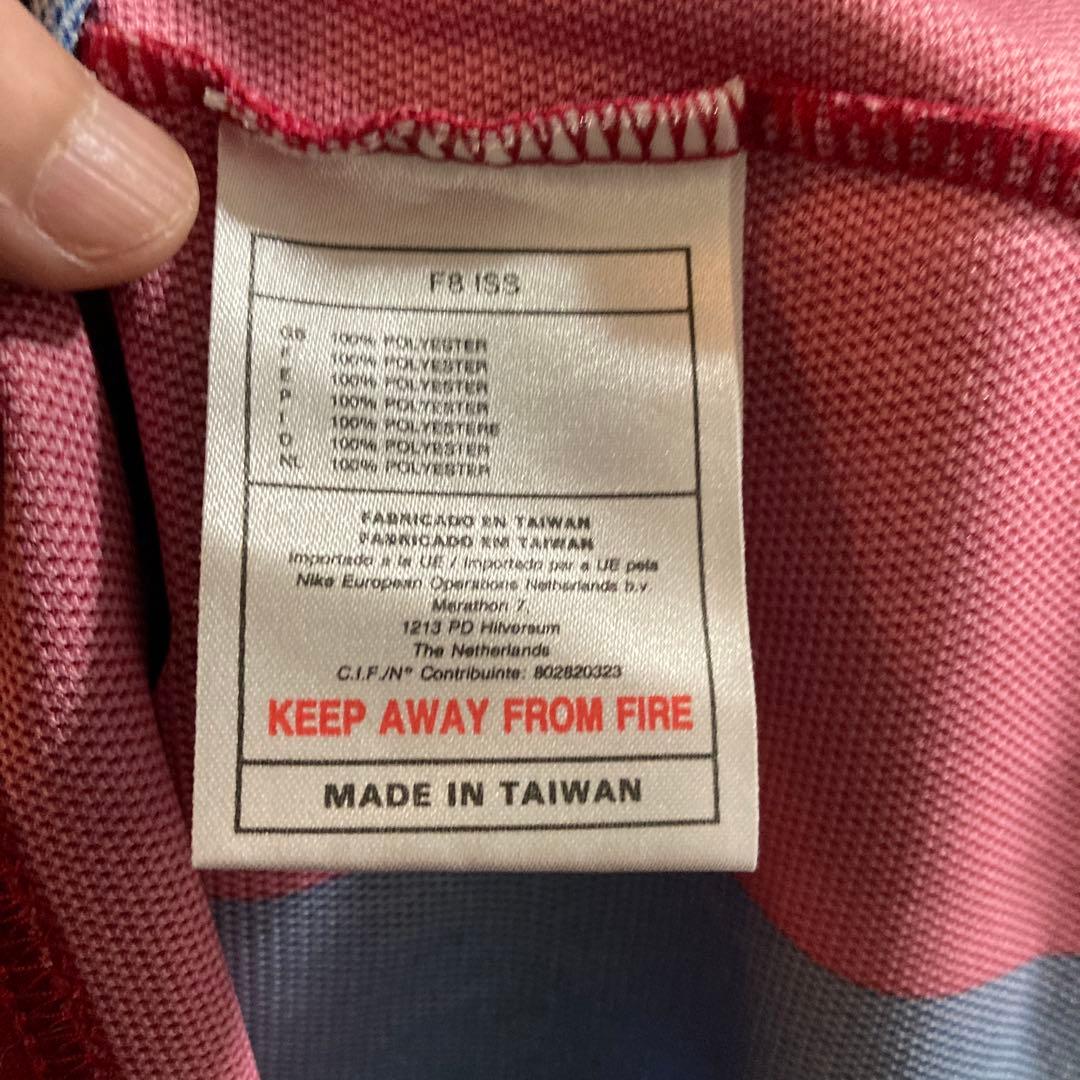 F8 ISS
GB 100% POLYESTER
F 100% POLYESTER
E 100% POLYESTER
P 100% POLYESTER
I 100% POLYESTERE
D 100% POLYESTER
NL 100% POLYESTER
FABRICADO EN TAIWAN
FABRICADO EM TAIWAN
Importado a la UE / Importado par a UE pela
Nike European Operations Netherlands b.v.
Marathon 7.
1213 PD Hilversum
The Netherlands
C.I.F./N° Contribuinte: 802820323
KEEP AWAY FROM FIRE
MADE IN TAIWAN